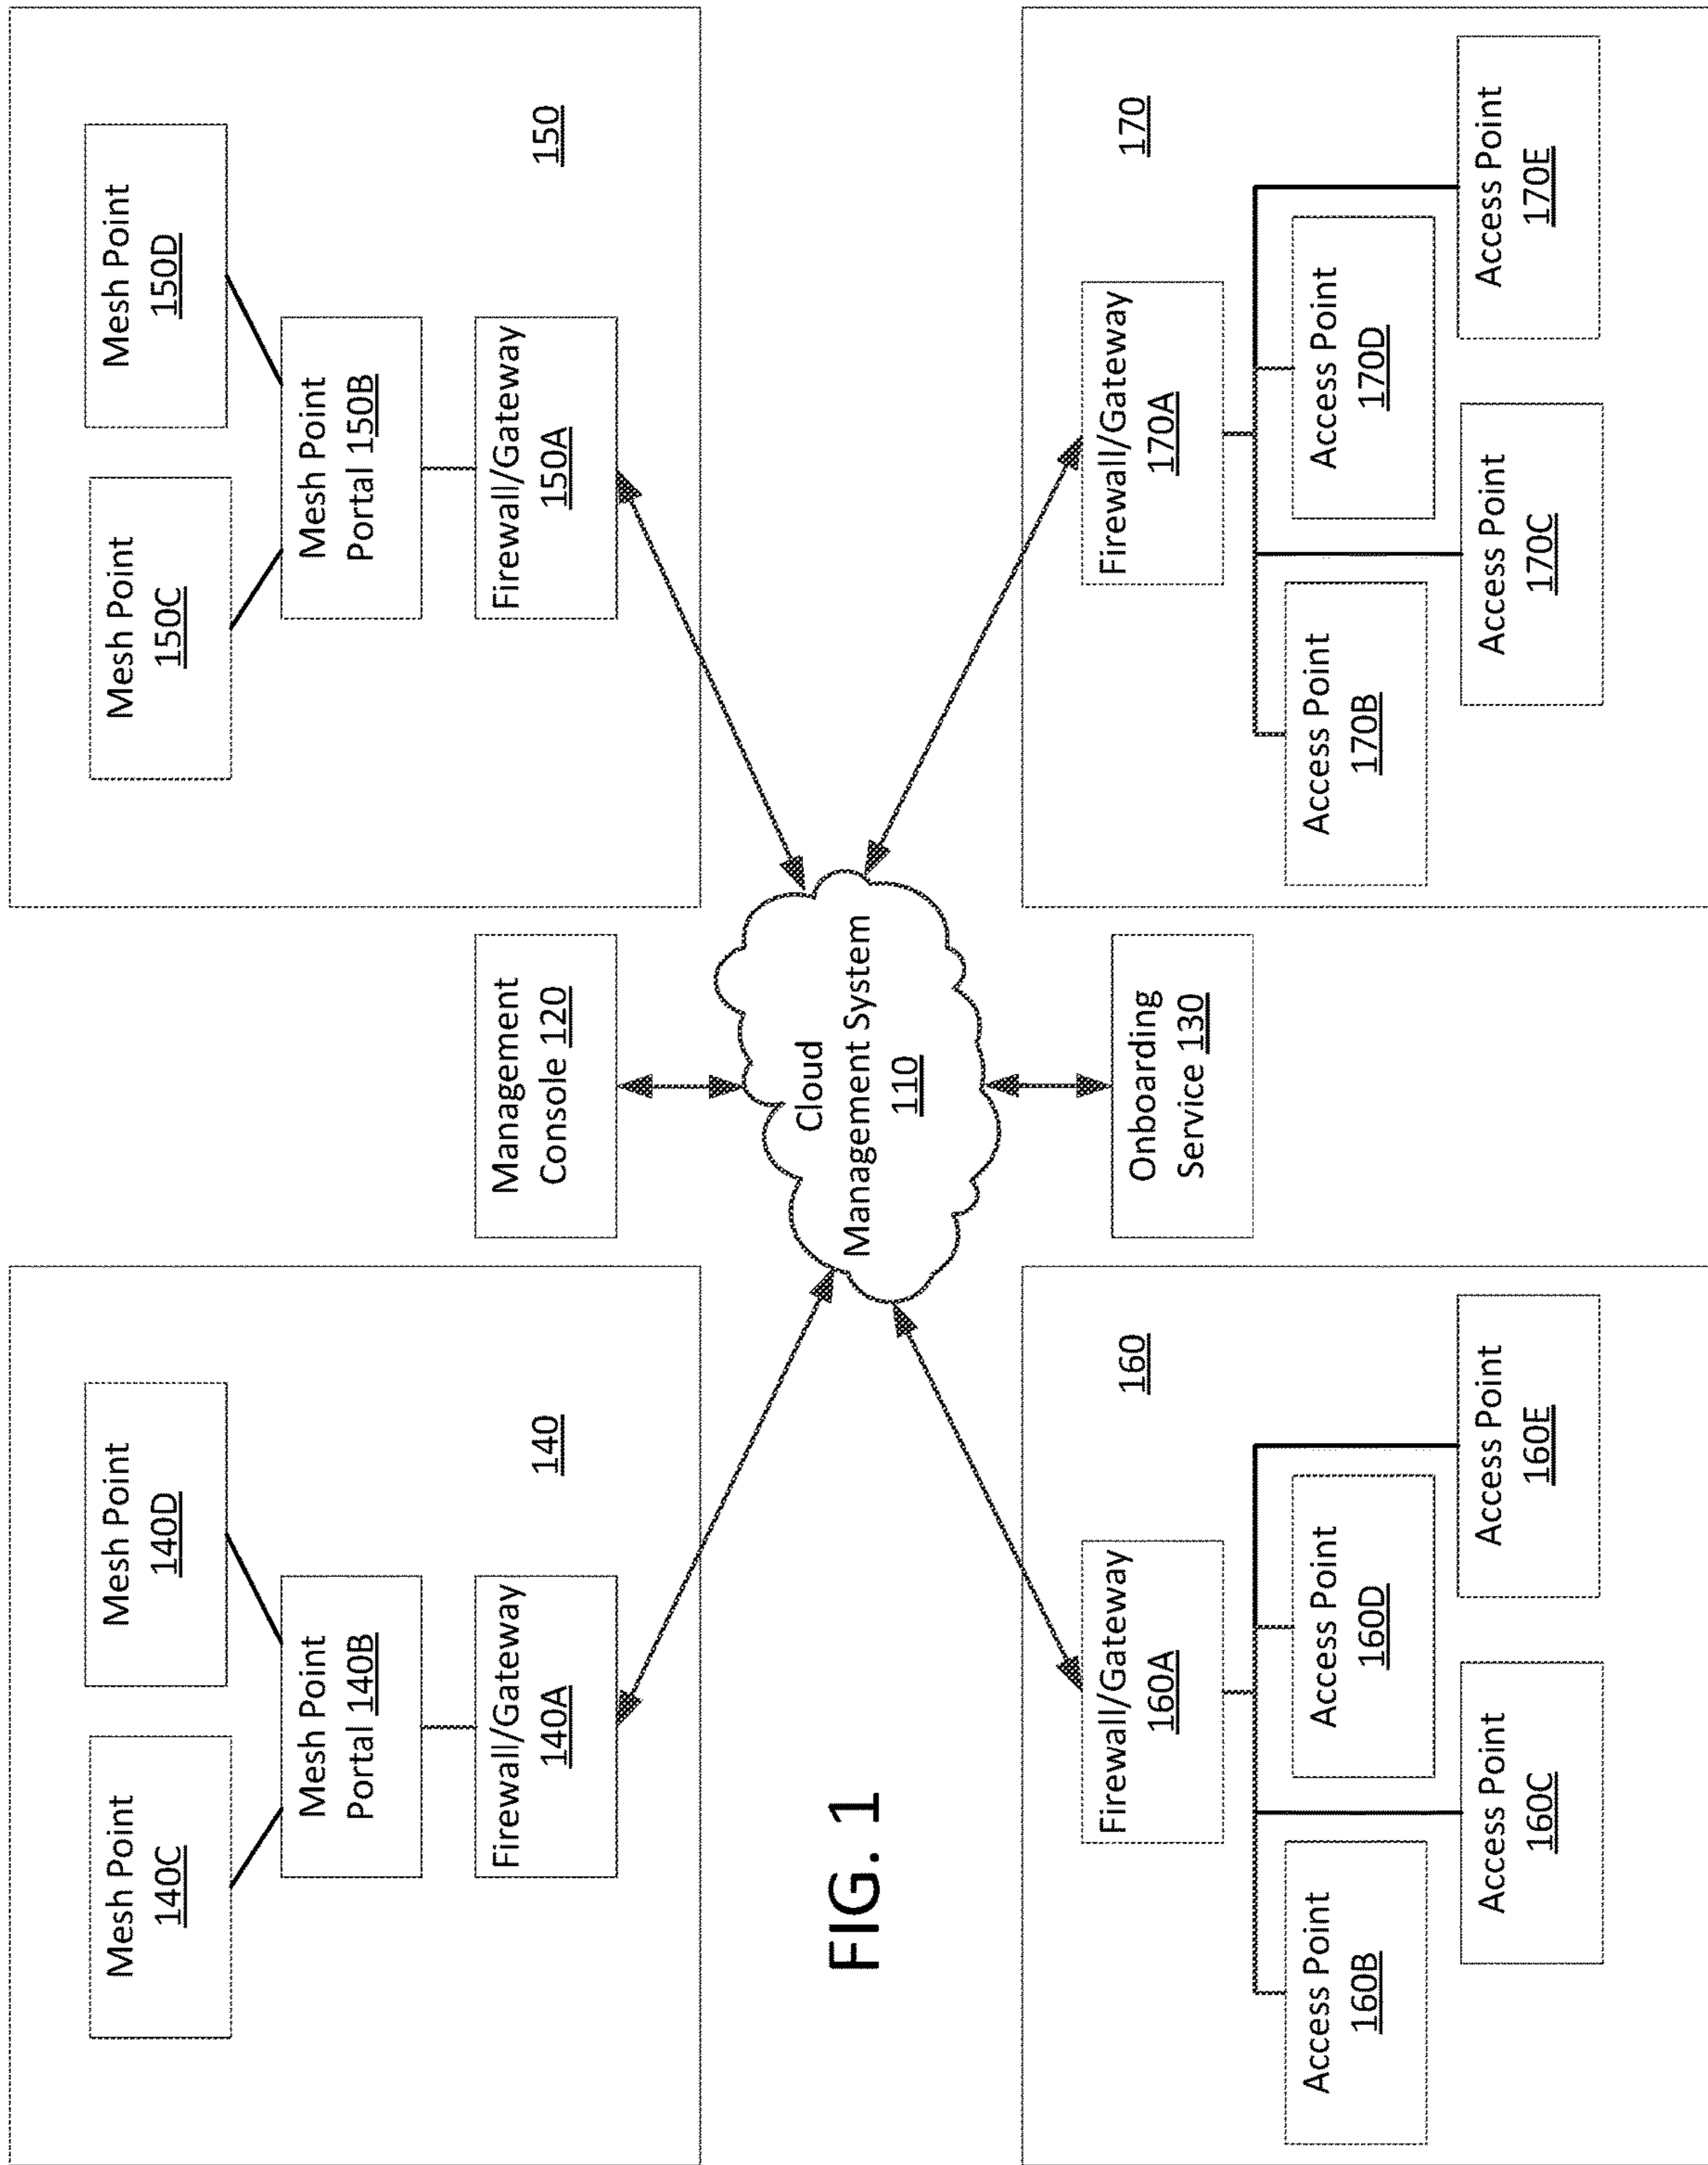 Mesh Point
140C
Mesh Point
140D
Mesh Point
Portal 140B
Firewall/Gateway
140A
140
Mesh Point
150C
Mesh Point
150D
Mesh Point
Portal 150B
Firewall/Gateway
150A
150
Management
Console 120
Cloud
Management System
110
Onboarding
Service 130
FIG. 1
160
Firewall/Gateway
160A
Access Point
160B
Access Point
160D
Access Point
160C
Access Point
160E
170
Firewall/Gateway
170A
Access Point
170B
Access Point
170D
Access Point
170C
Access Point
170E